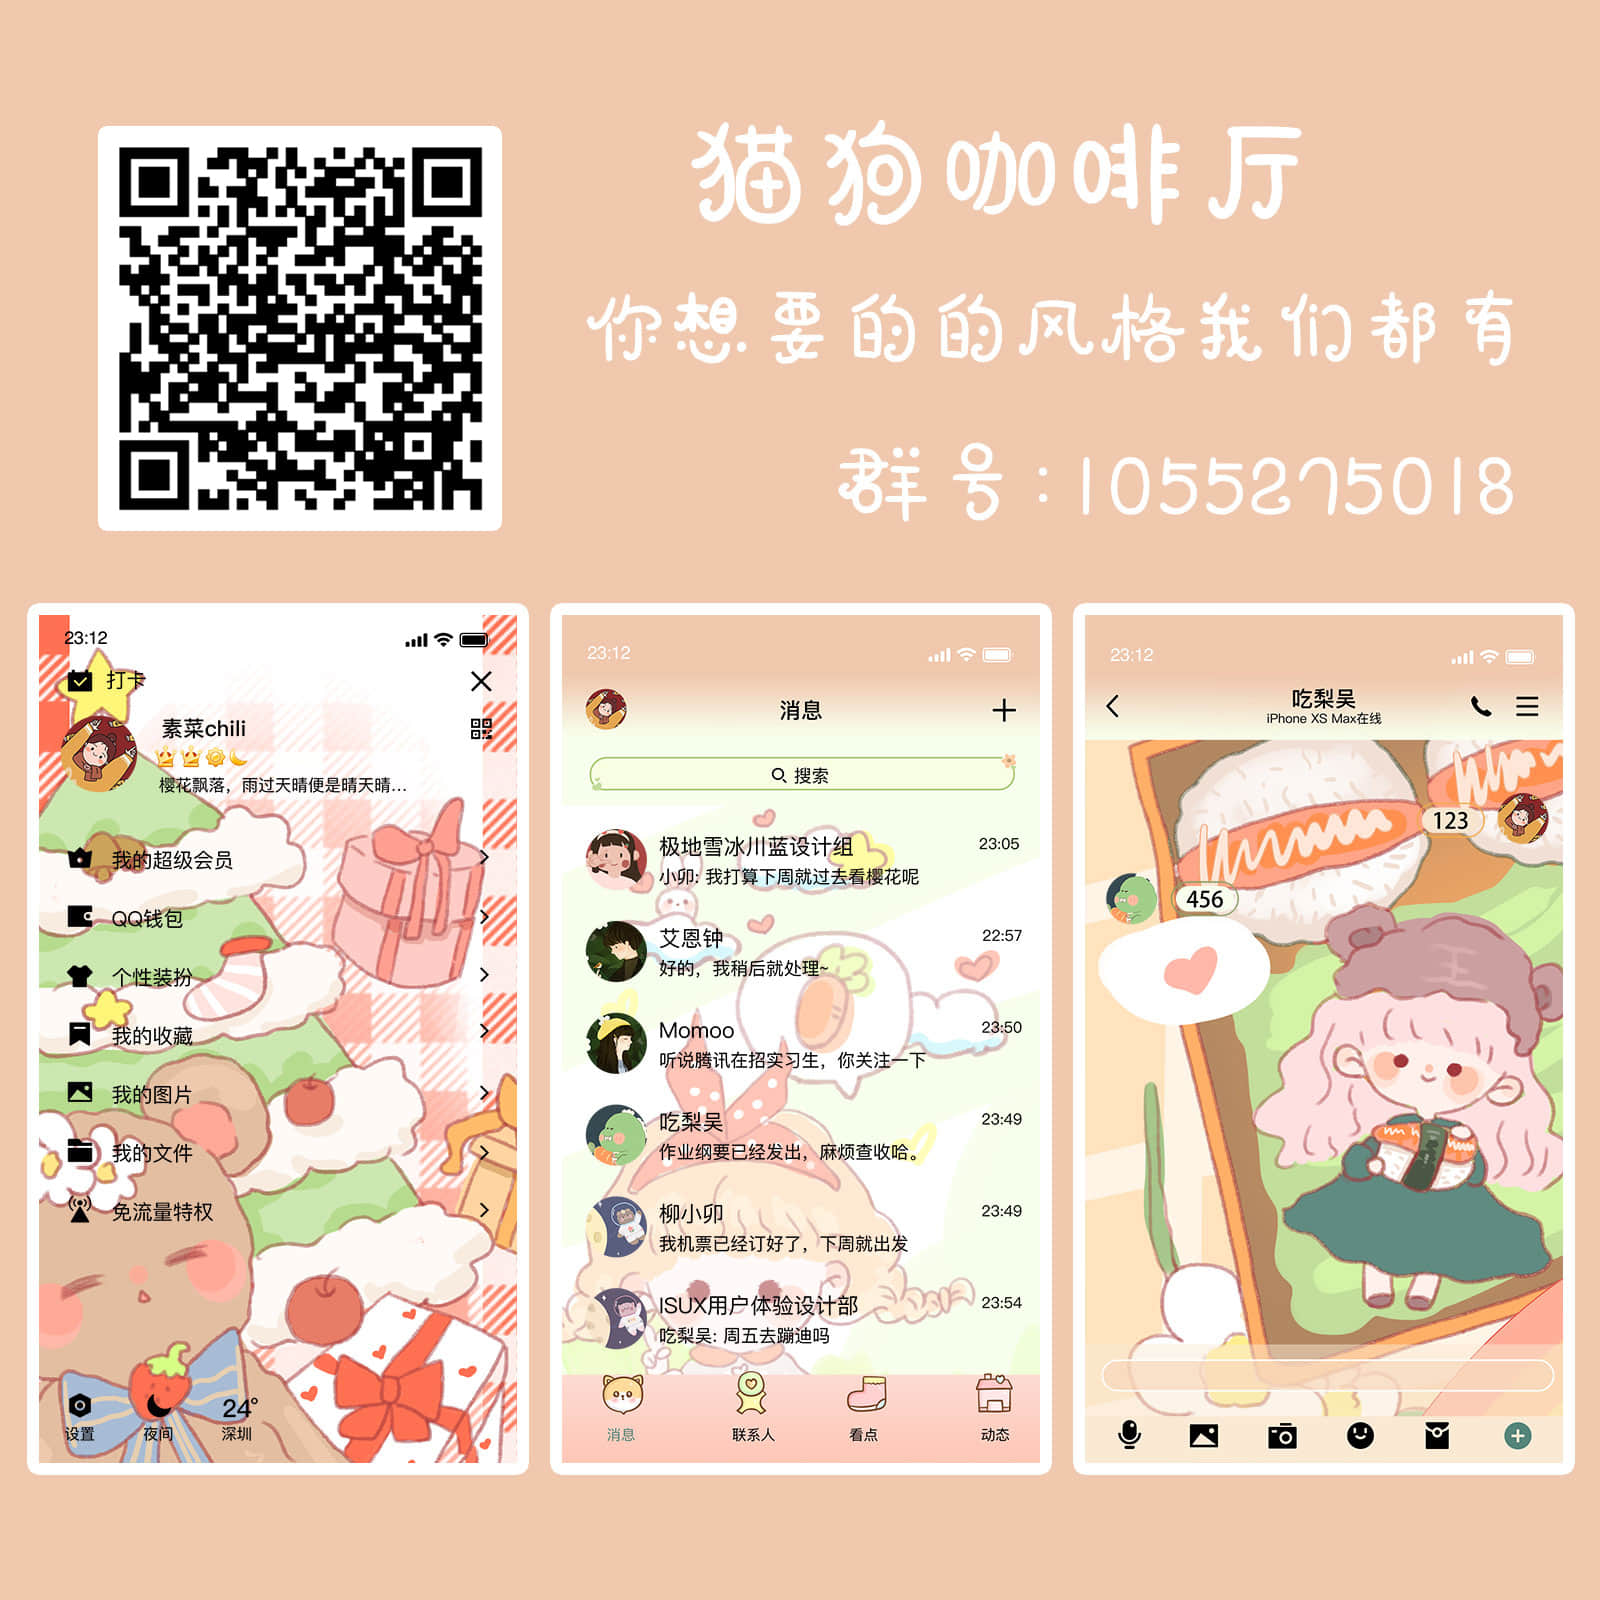 猫狗咖啡厅
你想要的的风格我们都有
群号:1055275018
23:12
打卡
素菜chili
樱花飘落，雨过天晴便是晴天晴...
我的超级会员
QQ钱包
个性装扮
我的收藏
我的图片
我的文件
免流量特权
设置
夜间
24°
深圳
23:12
消息
搜索
极地雪冰川蓝设计组 23:05
小卯: 我打算下周就过去看樱花呢
艾恩钟 22:57
好的，我稍后就处理~
Momoo 23:50
听说腾讯在招实习生，你关注一下
吃梨吴 23:49
作业纲要已经发出，麻烦查收哈。
柳小卯 23:49
我机票已经订好了，下周就出发
ISUX用户体验设计部 23:54
吃梨吴: 周五去蹦迪吗
消息 联系人 看点 动态
23:12
吃梨吴
iPhone XS Max在线
123
456
王